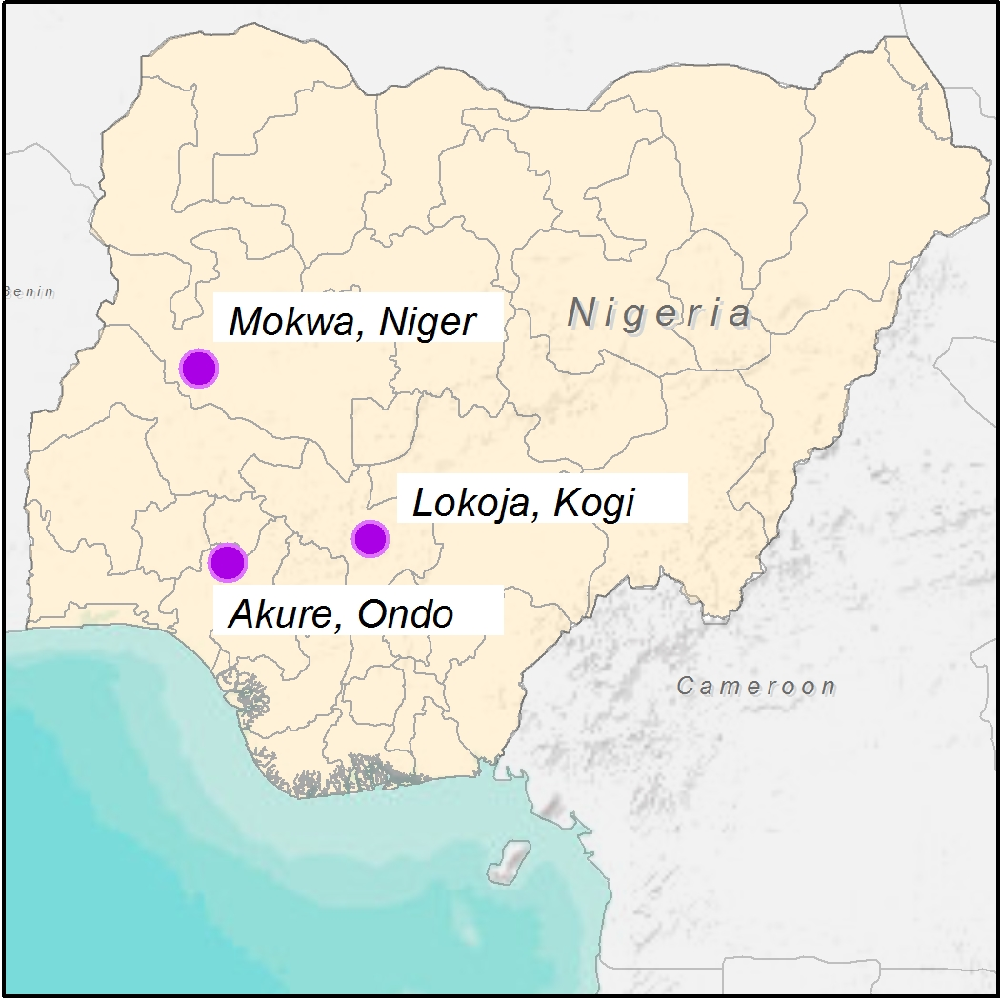 Benin
Mokwa, Niger
Nigeria
Lokoja, Kogi
Akure, Ondo
Cameroon